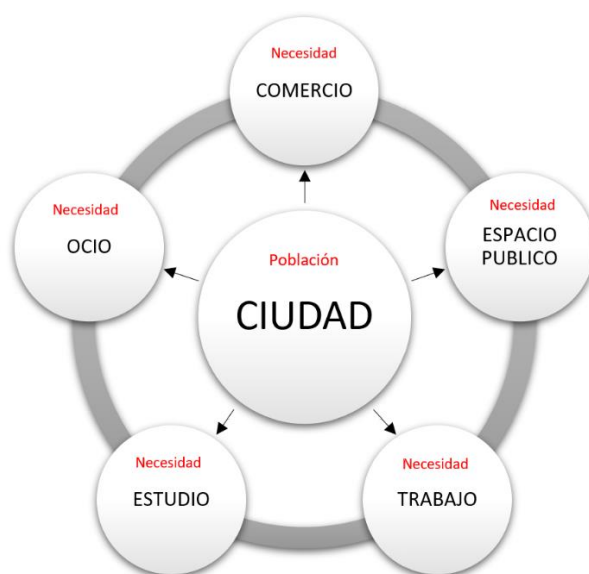 Necesidad
COMERCIO
Necesidad
OCIO
Necesidad
ESPACIO
PUBLICO
Población
CIUDAD
Necesidad
ESTUDIO
Necesidad
TRABAJO